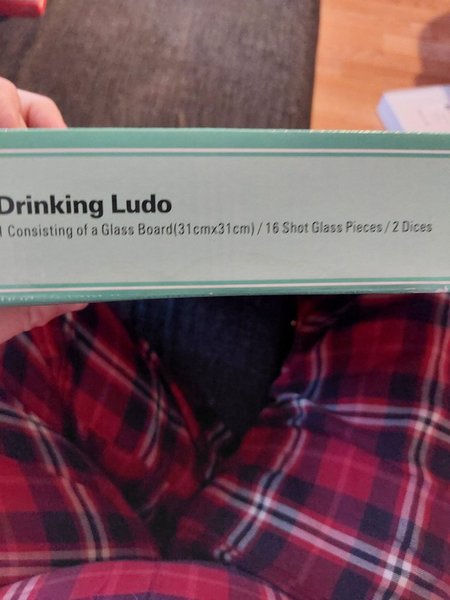 Drinking Ludo
Consisting of a Glass Board(31cmx31cm) / 16 Shot Glass Pieces / 2 Dices